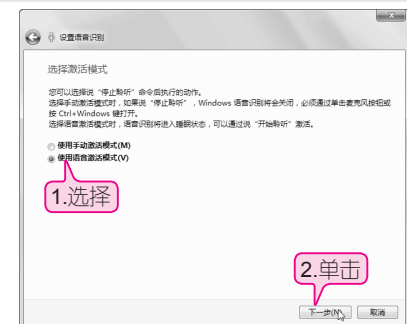 设置语音识别
选择激活模式
您可以选择说“停止聆听”命令后执行的动作。
选择手动激活模式时，如果说“停止聆听”，Windows 语音识别将会关闭，必须通过单击麦克风按钮或
按 Ctrl+Windows 键打开。
选择语音激活模式时，语音识别将进入睡眠状态，可以通过说“开始聆听”激活。
使用手动激活模式(M)
使用语音激活模式(V)
1.选择
2.单击
下一步(N)
取消